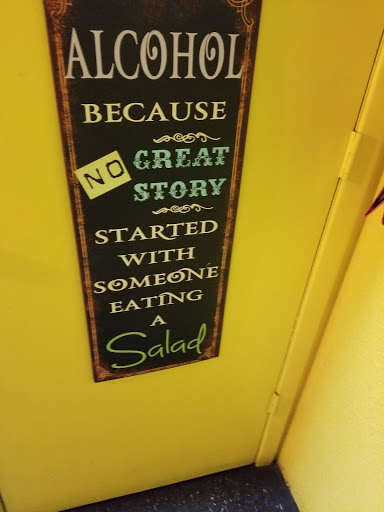 ALCOHOL
BECAUSE
NO GREAT
STORY
STARTED
WITH
SOMEONE
EATING
A
Salad